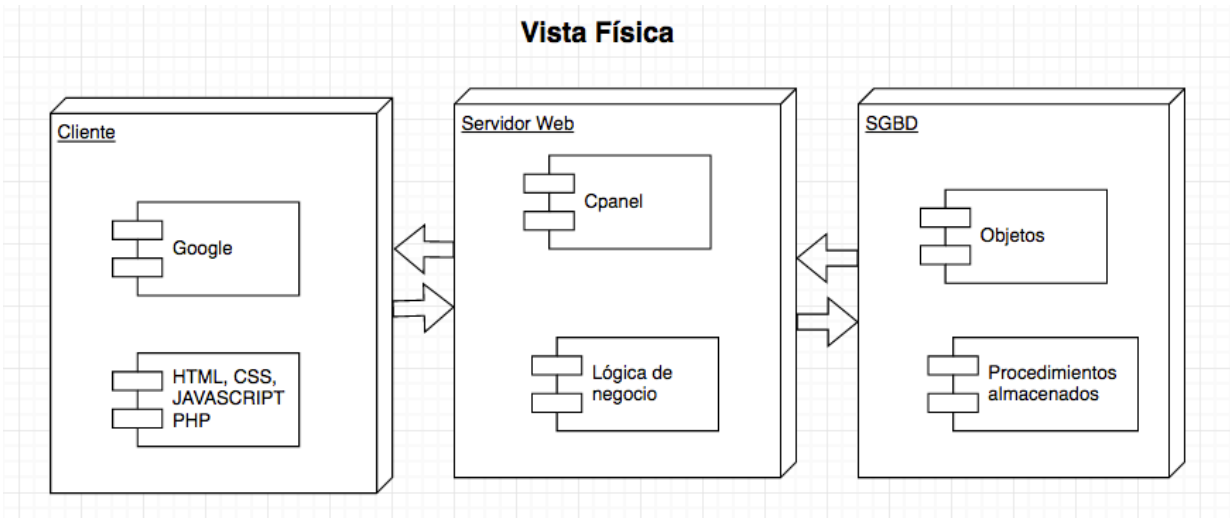 Vista Física
Cliente
Google
HTML, CSS,
JAVASCRIPT
PHP
Servidor Web
Cpanel
Lógica de
negocio
SGBD
Objetos
Procedimientos
almacenados